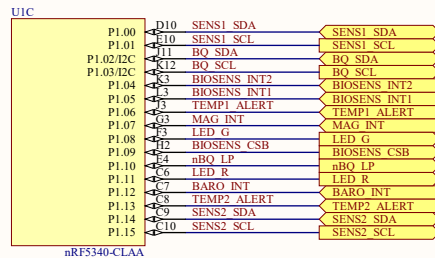 U1C
P1.00 D10 SENS1_SDA SENS1_SDA
P1.01 E10 SENS1_SCL SENS1_SCL
P1.02/I2C J11 BQ_SDA BQ_SDA
P1.03/I2C K12 BQ_SCL BQ_SCL
P1.04 K3 BIOSENS_INT2 BIOSENS_INT2
P1.05 L3 BIOSENS_INT1 BIOSENS_INT1
P1.06 J3 TEMP1_ALERT TEMP1_ALERT
P1.07 G3 MAG_INT MAG_INT
P1.08 F3 LED_G LED_G
P1.09 H2 BIOSENS_CSB BIOSENS_CSB
P1.10 E4 nBQ_LP nBQ_LP
P1.11 C6 LED_R LED_R
P1.12 C7 BARO_INT BARO_INT
P1.13 C8 TEMP2_ALERT TEMP2_ALERT
P1.14 C9 SENS2_SDA SENS2_SDA
P1.15 C10 SENS2_SCL SENS2_SCL
nRF5340-CLAA